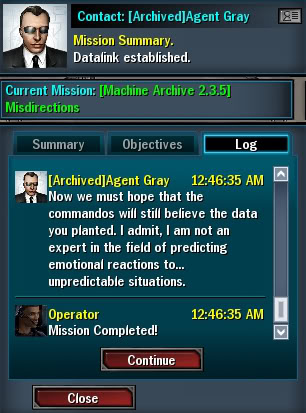 Contact: [Archived]Agent Gray
Mission Summary.
Datalink established.
Current Mission: [Machine Archive 2.3.5]
Misdirections
Summary Objectives Log
[Archived]Agent Gray 12:46:35 AM
Now we must hope that the
commandos will still believe the data
you planted. I admit, I am not an
expert in the field of predicting
emotional reactions to...
unpredictable situations.
Operator 12:46:35 AM
Mission Completed!
Continue
Close